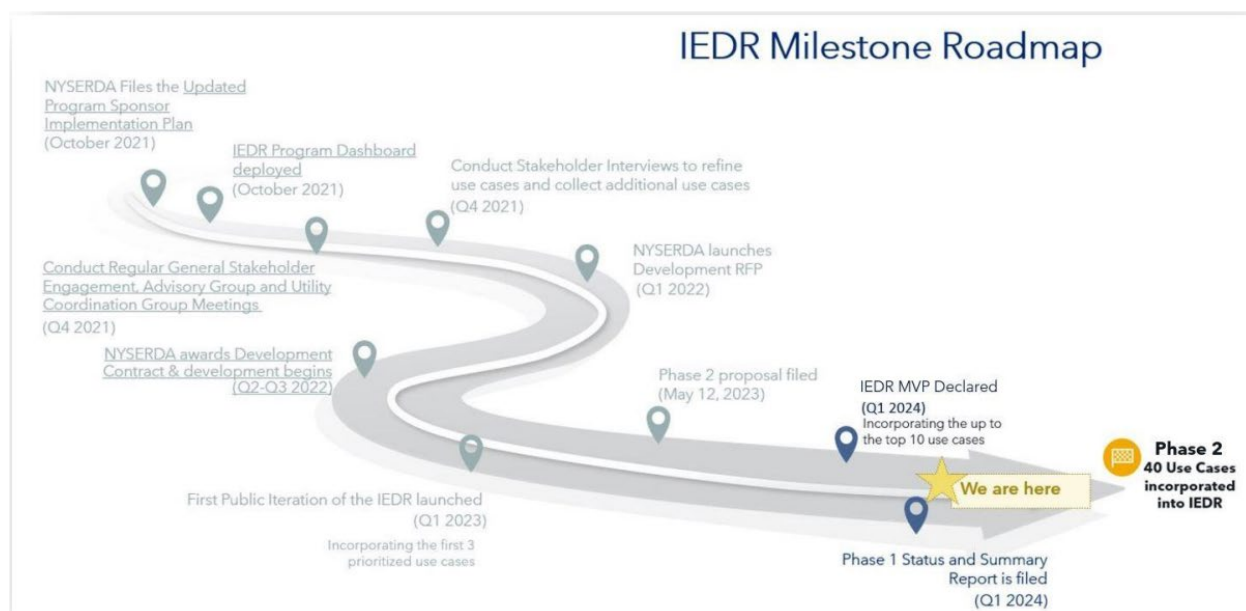 IEDR Milestone Roadmap
NYSERDA Files the Updated
Program Sponsor
Implementation Plan
(October 2021)
IEDR Program Dashboard
deployed
(October 2021)
Conduct Stakeholder Interviews to refine
use cases and collect additional use cases
(Q4 2021)
NYSERDA launches
Development RFP
(Q1 2022)
Conduct Regular General Stakeholder
Engagement, Advisory Group and Utility
Coordination Group Meetings
(Q4 2021)
NYSERDA awards Development
Contract & development begins
(Q2-Q3 2022)
Phase 2 proposal filed
(May 12, 2023)
IEDR MVP Declared
(Q1 2024)
Incorporating the up to
the top 10 use cases
Phase 2
40 Use Cases
incorporated
into IEDR
We are here
First Public Iteration of the IEDR launched
(Q1 2023)
Incorporating the first 3
prioritized use cases
Phase 1 Status and Summary
Report is filed
(Q1 2024)